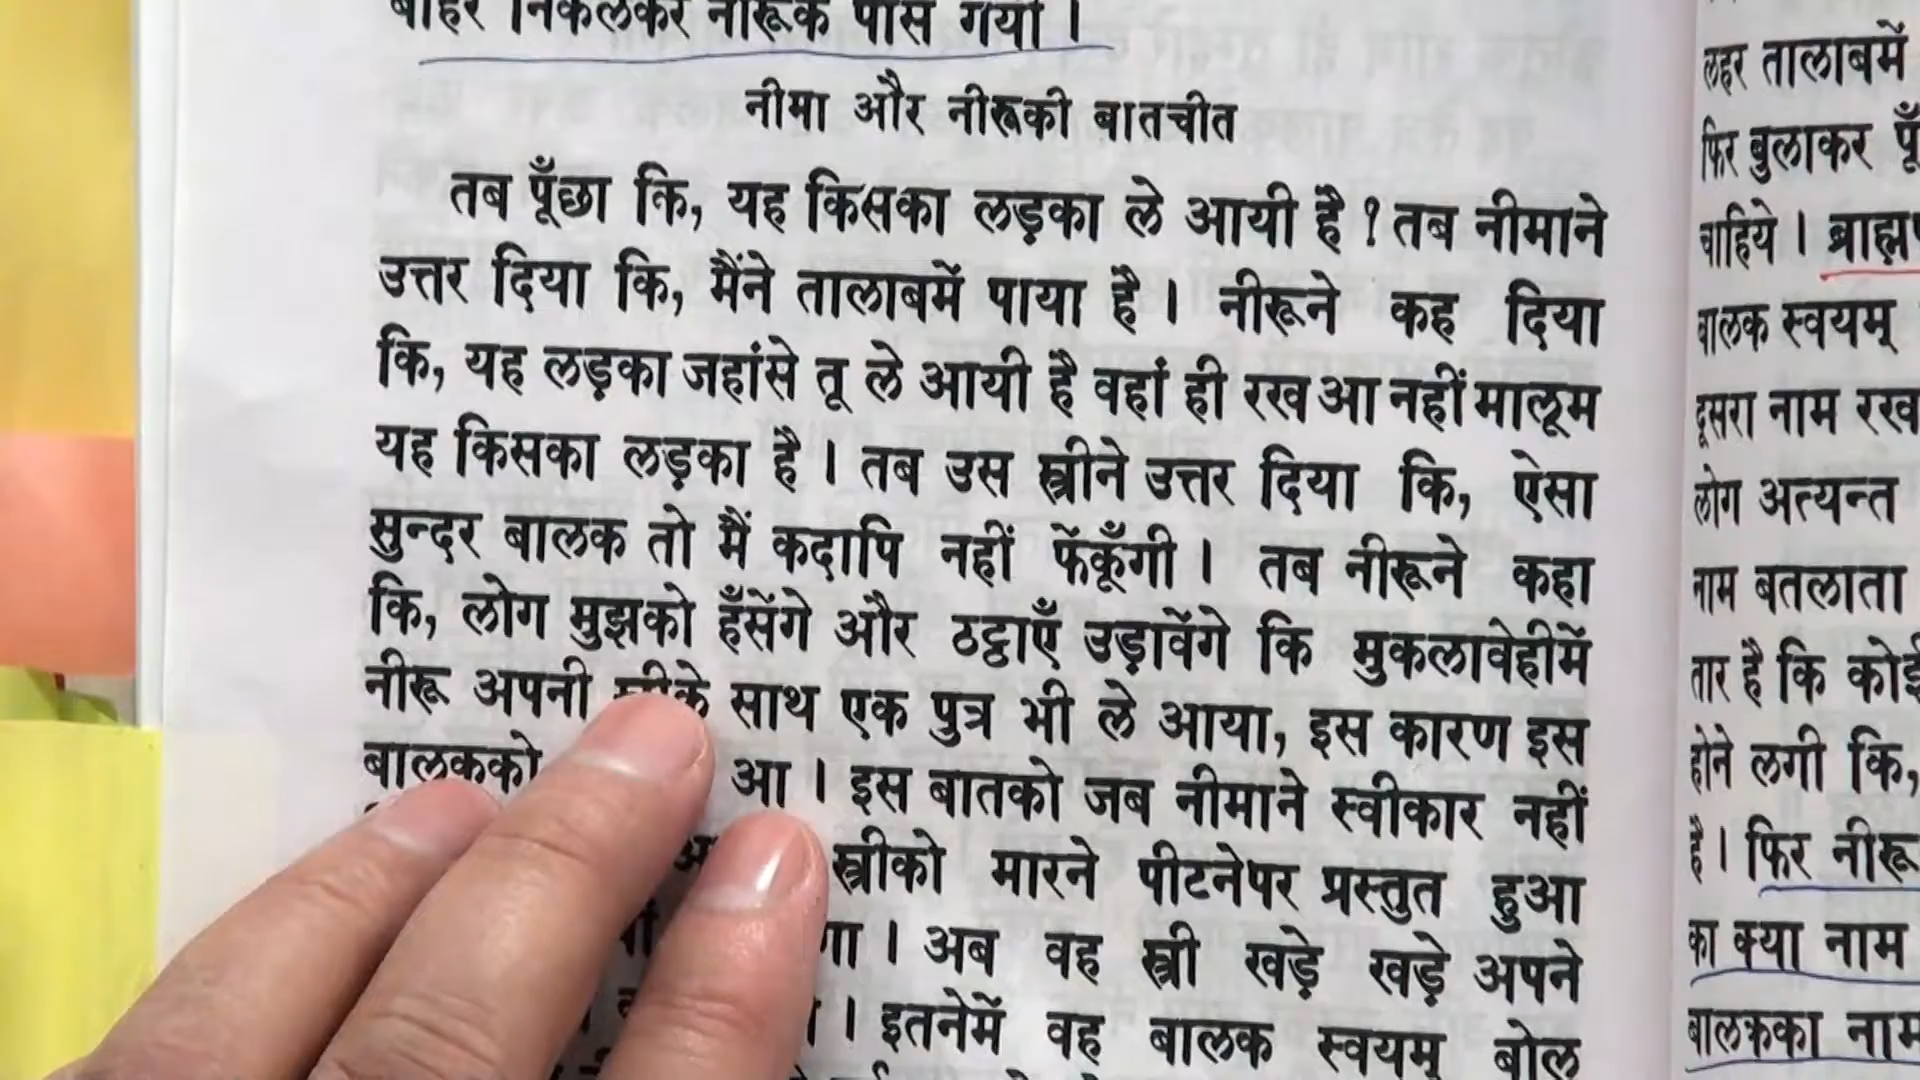 बाहर निकलकर नीरूके पास गयी ।
नीमा और नीरूकी बातचीत
तब पूँछा कि, यह किसका लड़का ले आयी है ? तब नीमाने
उत्तर दिया कि, मैंने तालाबमें पाया है । नीरूने कह दिया
कि, यह लड़का जहांसे तू ले आयी है वहां ही रख आ नहीं मालूम
यह किसका लड़का है । तब उस स्त्रीने उत्तर दिया कि, ऐसा
सुन्दर बालक तो मैं कदापि नहीं फेंकूँगी । तब नीरूने कहा
कि, लोग मुझको हँसेंगे और ठट्ठाएँ उड़ावेंगे कि मुकलावेहीमें
नीरू अपनी साथ एक पुत्र भी ले आया, इस कारण इस
बालकको आ । इस बातको जब नीमाने स्वीकार नहीं
स्त्रीको मारने पीटनेपर प्रस्तुत हुआ
। अब वह स्त्री खड़े खड़े अपने
। इतनेमें वह बालक स्वयम् बोल
लहर तालाबमें
फिर बुलाकर
चाहिये ।
बालक स्वयम्
दूसरा नाम रख
लोग अत्यन्त
नाम बतलाता
तार है कि कोई
होने लगी कि,
है । फिर नीरू
का क्या नाम
बालकका नाम